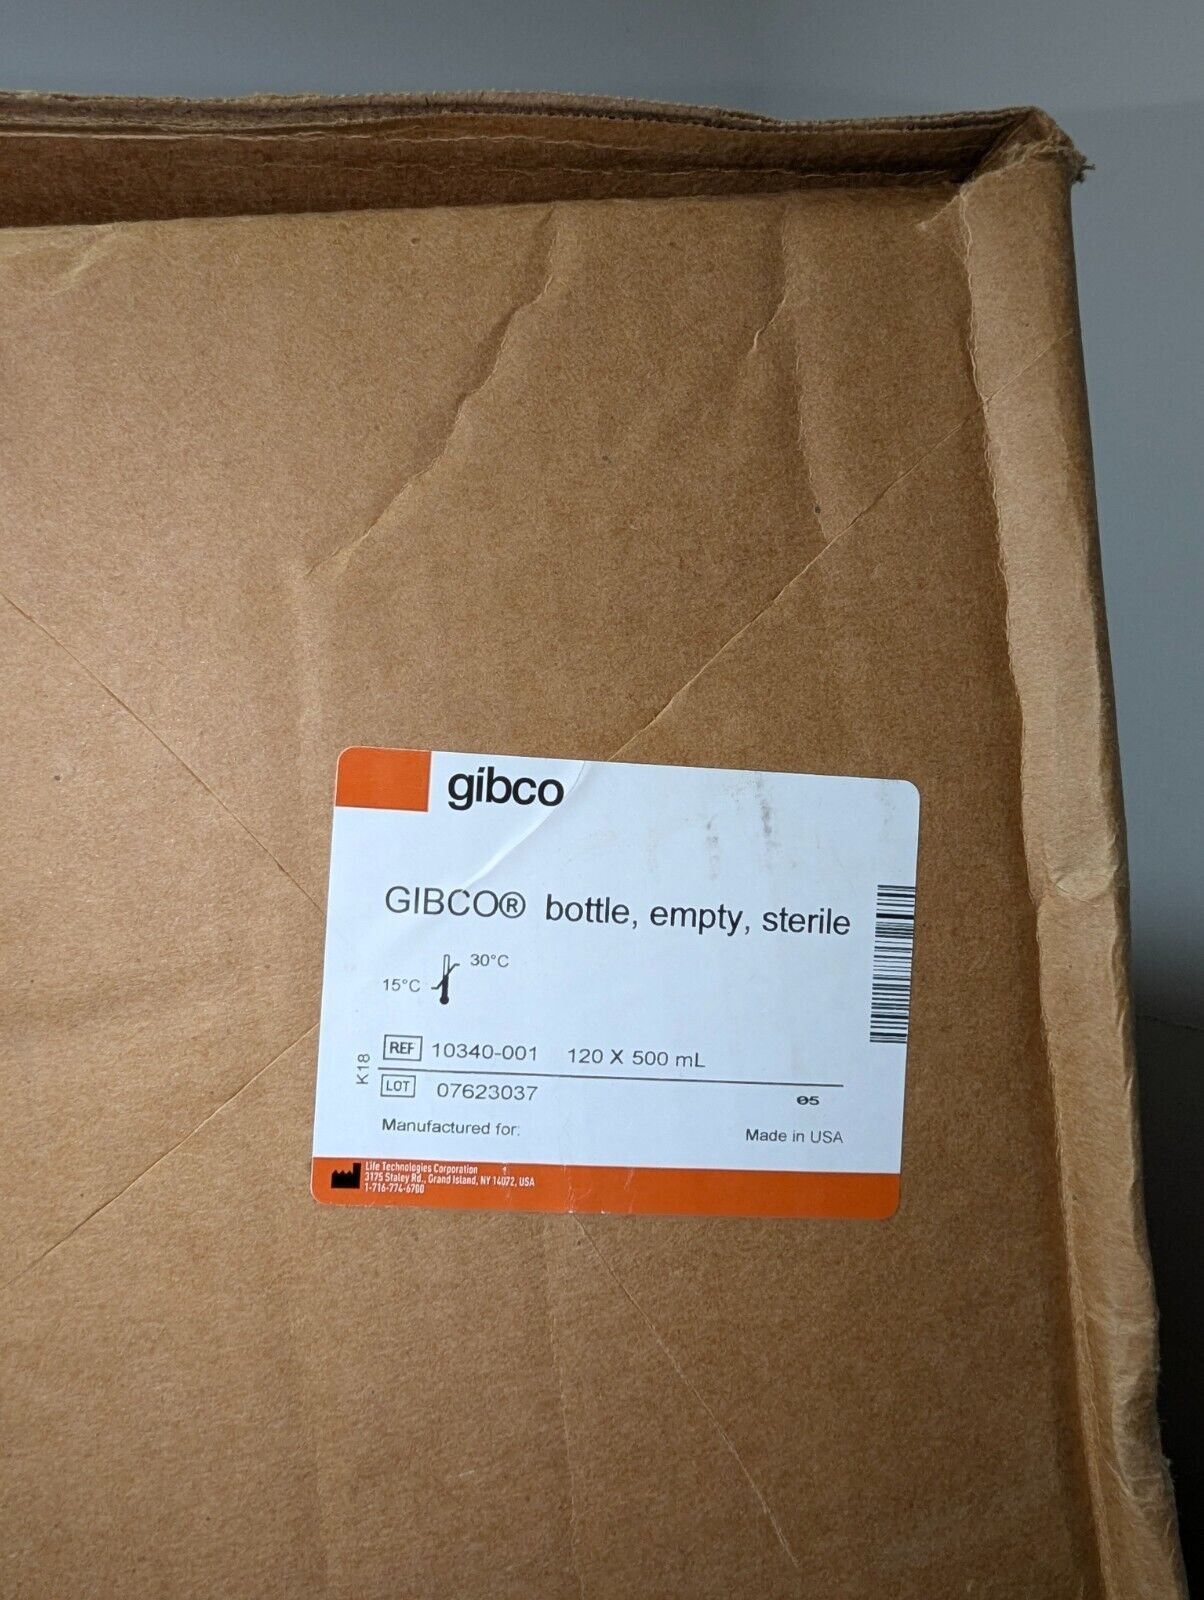 gibco
GIBCO® bottle, empty, sterile
30°C
15°C
REF 10340-001 120 X 500 mL
K18
LOT 07623037
05
Manufactured for:
Made in USA
Life Technologies Corporation
3175 Staley Rd., Grand Island, NY 14072, USA
1-716-774-6700